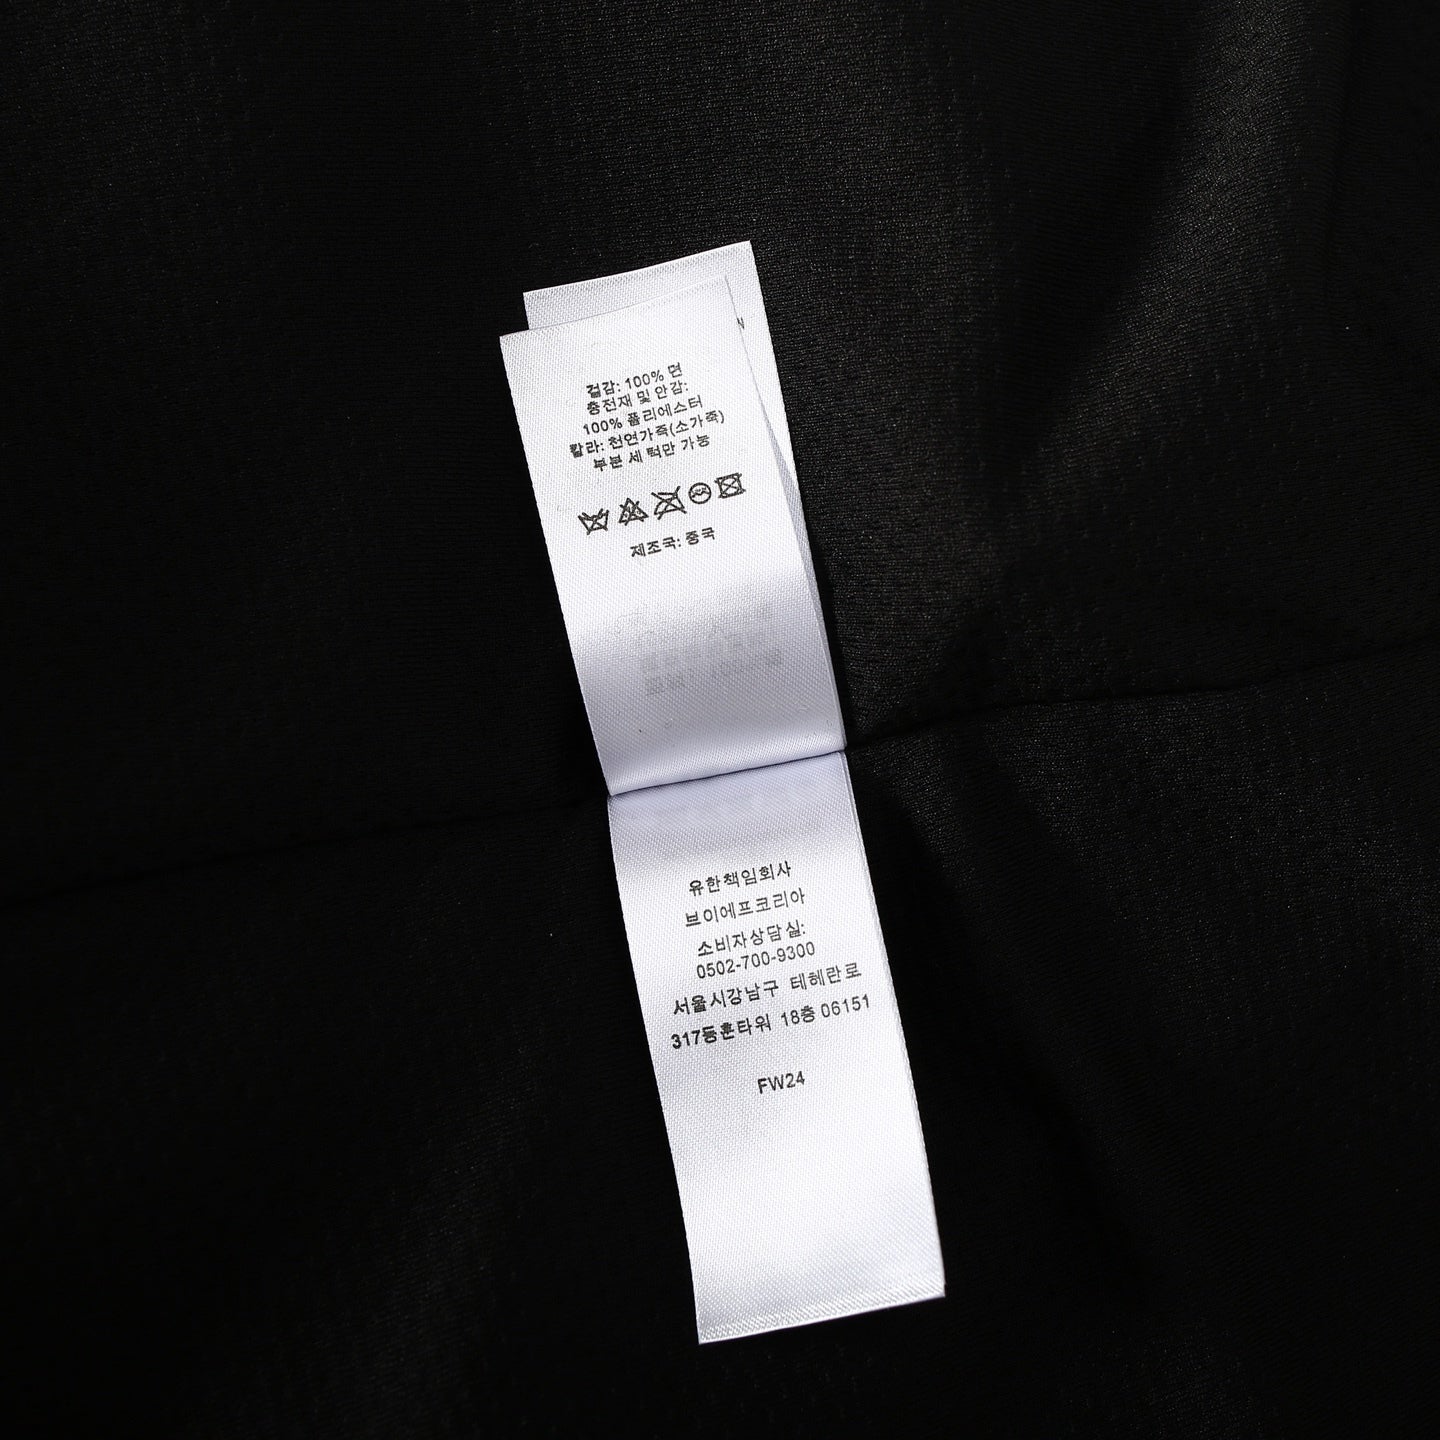 N
겉감: 100% 면
충전재 및 안감:
100% 폴리에스터
칼라: 천연가죽(소가죽)
부분 세 턱만 가능
제조국: 중국
유한책임회사
브이에프코리아
소비자상담실:
0502-700-9300
서울시강남구 테헤란로
317동훈타워 18층 06151
FW24